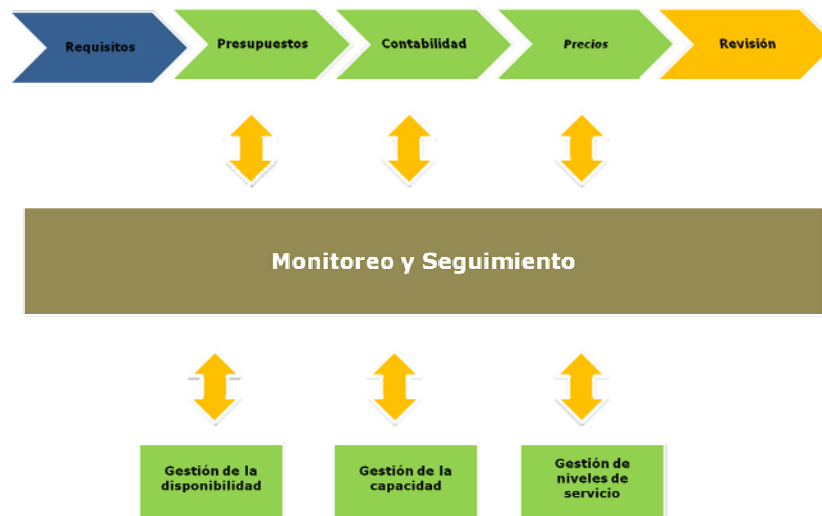 Requisitos
Presupuestos
Contabilidad
Precios
Revisión
Monitoreo y Seguimiento
Gestión de la
disponibilidad
Gestión de la
capacidad
Gestión de
niveles de
servicio